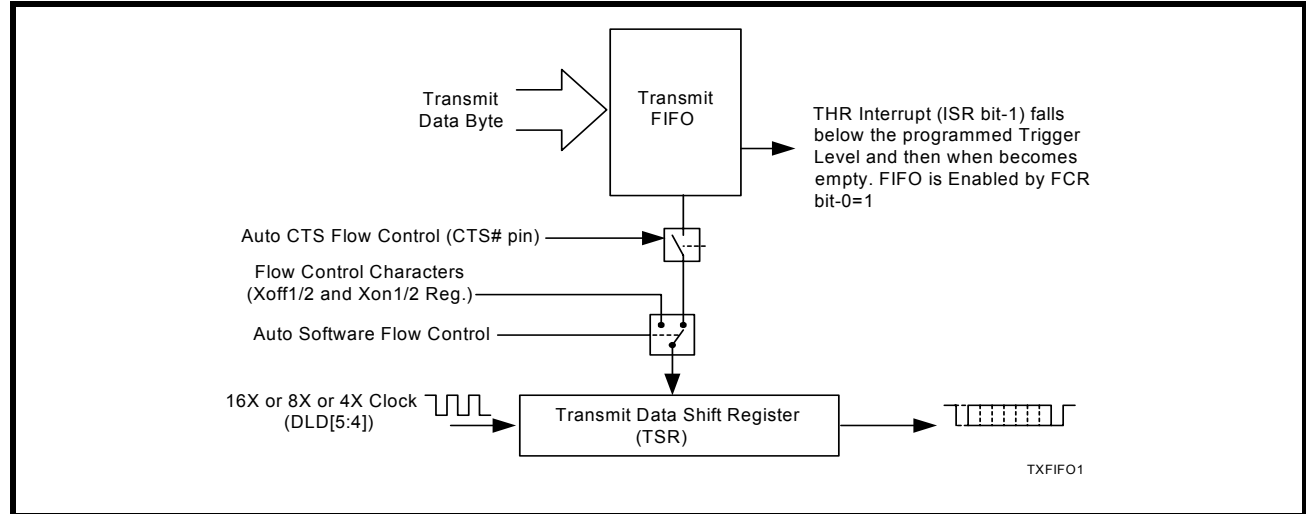 Transmit
Data Byte
Transmit
FIFO
THR Interrupt (ISR bit-1) falls
below the programmed Trigger
Level and then when becomes
empty. FIFO is Enabled by FCR
bit-0=1
Auto CTS Flow Control (CTS# pin)
Flow Control Characters
(Xoff1/2 and Xon1/2 Reg.)
Auto Software Flow Control
16X or 8X or 4X Clock
(DLD[5:4])
Transmit Data Shift Register
(TSR)
TXFIFO1